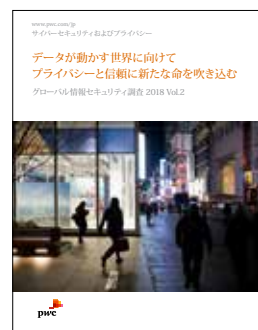 www.pwc.com/jp
サイバーセキュリティおよびプライバシー
データが動かす世界に向けて
プライバシーと信頼に新たな命を吹き込む
グローバル情報セキュリティ調査 2018 Vol.2
pwc